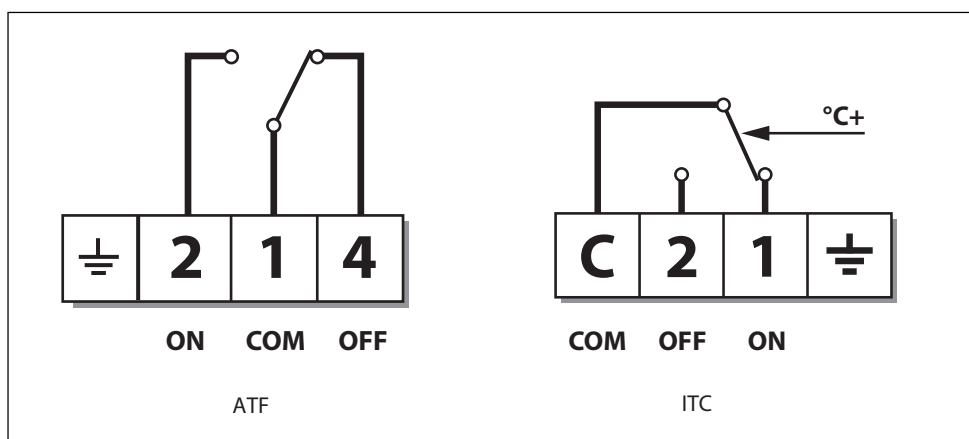 °C+
2 1 4
C 2 1
ON COM OFF
COM OFF ON
ATF
ITC